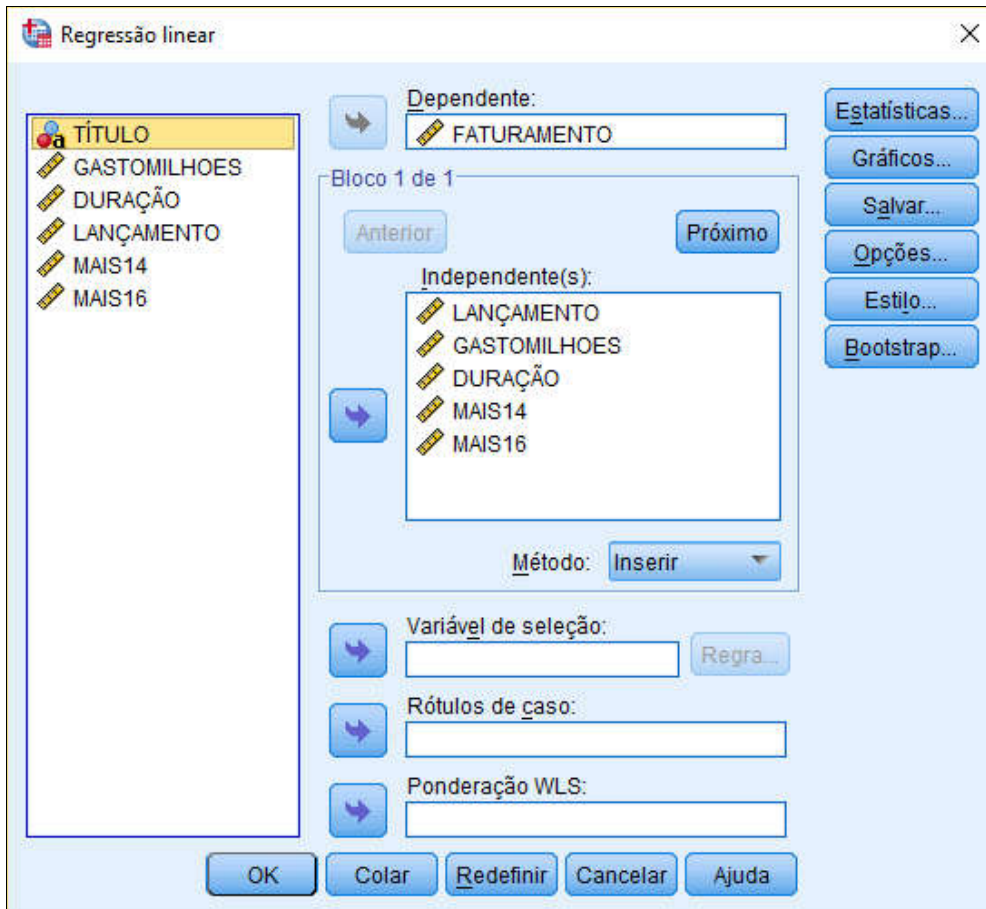 Regressão linear
TÍTULO
GASTOMILHOES
DURAÇÃO
LANÇAMENTO
MAIS14
MAIS16
Dependente:
FATURAMENTO
Bloco 1 de 1
Anterior
Próximo
Independente(s):
LANÇAMENTO
GASTOMILHOES
DURAÇÃO
MAIS14
MAIS16
Método:
Inserir
Variável de seleção:
Regra...
Rótulos de caso:
Ponderação WLS:
Estatísticas...
Gráficos...
Salvar...
Opções...
Estilo...
Bootstrap...
OK
Colar
Redefinir
Cancelar
Ajuda